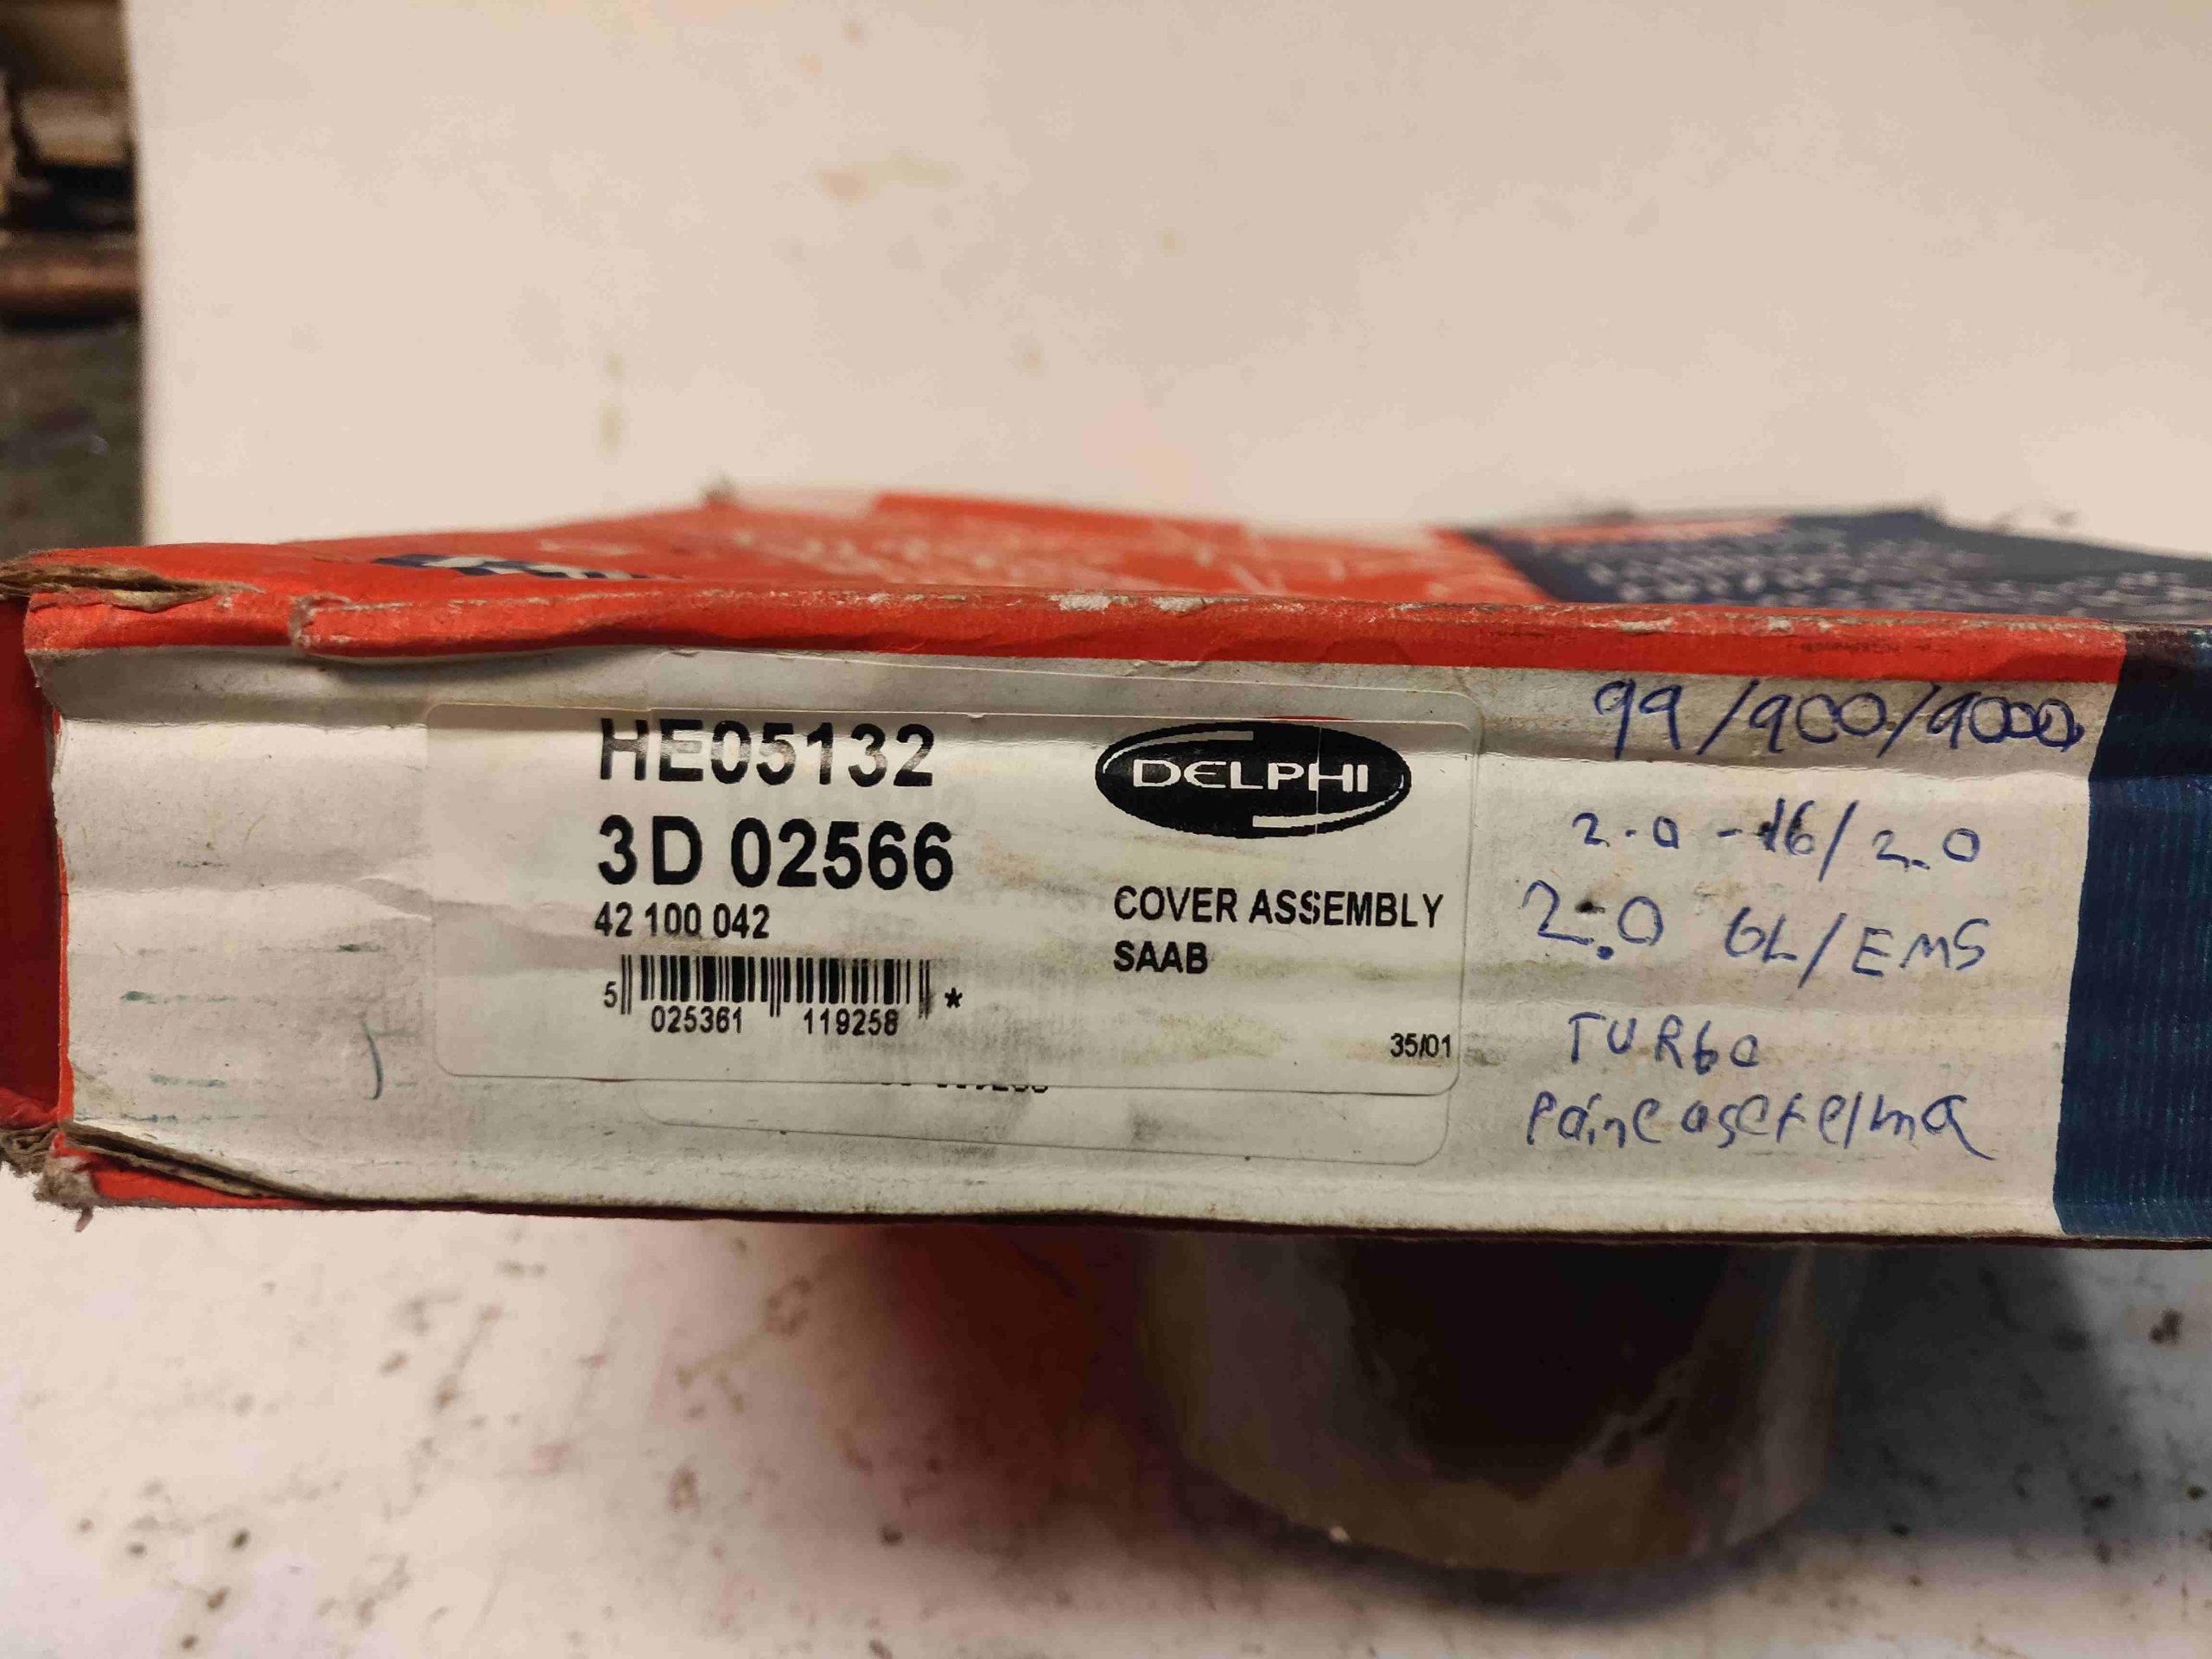 HE05132
3D 02566
42 100 042
5 025361 119258 *
DELPHI
COVER ASSEMBLY
SAAB
35/01
99/900/9000
2.0-16/2.0
2.0 GL/EMS
TURBO
Paineasetelma